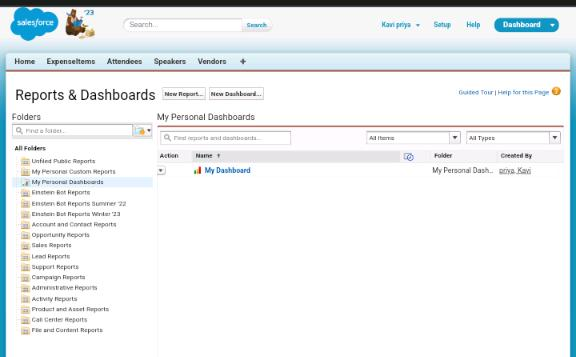 salesforce
'23
Search...
Search
Kavi priya
Setup
Help
Dashboard
Home ExpenseItems Attendees Speakers Vendors +
Reports & Dashboards
New Report...
New Dashboard...
Guided Tour | Help for this Page
Folders
Find a folder...
All Folders
Unfiled Public Reports
My Personal Custom Reports
My Personal Dashboards
Einstein Bot Reports
Einstein Bot Reports Summer '22
Einstein Bot Reports Winter '23
Account and Contact Reports
Opportunity Reports
Sales Reports
Lead Reports
Support Reports
Campaign Reports
Administrative Reports
Activity Reports
Product and Asset Reports
Call Center Reports
File and Content Reports
My Personal Dashboards
Find reports and dashboards...
All Items
All Types
Action Name ↑ Folder Created By
My Dashboard My Personal Dash... priya, Kavi